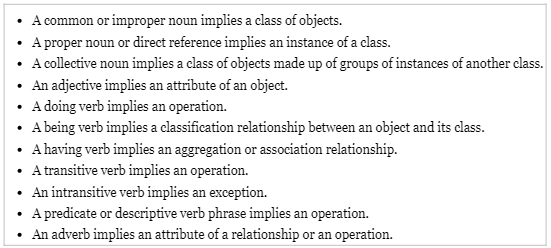 • A common or improper noun implies a class of objects.
• A proper noun or direct reference implies an instance of a class.
• A collective noun implies a class of objects made up of groups of instances of another class.
• An adjective implies an attribute of an object.
• A doing verb implies an operation.
• A being verb implies a classification relationship between an object and its class.
• A having verb implies an aggregation or association relationship.
• A transitive verb implies an operation.
• An intransitive verb implies an exception.
• A predicate or descriptive verb phrase implies an operation.
• An adverb implies an attribute of a relationship or an operation.